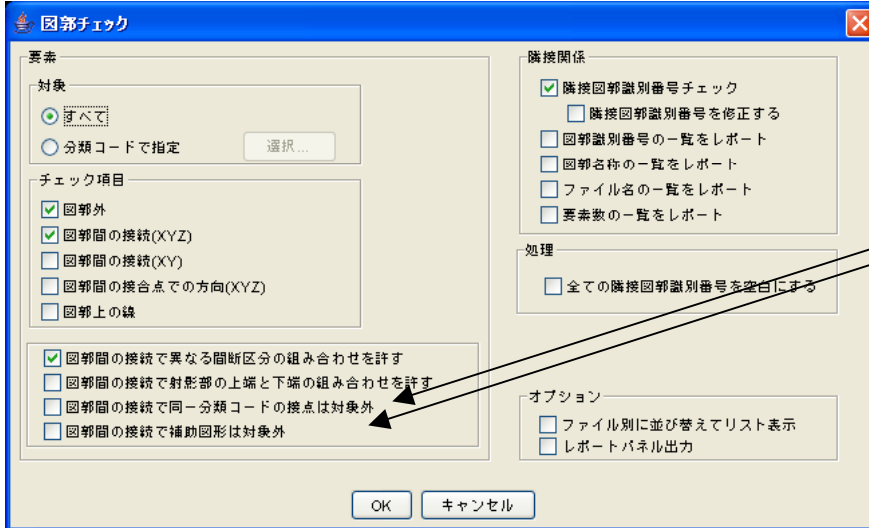 図郭チェック
要素
対象
すべて
分類コードで指定
選択...
チェック項目
図郭外
図郭間の接続(XYZ)
図郭間の接続(XY)
図郭間の接合点での方向(XYZ)
図郭上の線
図郭間の接続で異なる間断区分の組み合わせを許す
図郭間の接続で射影部の上端と下端の組み合わせを許す
図郭間の接続で同一分類コードの接点は対象外
図郭間の接続で補助図形は対象外
隣接関係
隣接図郭識別番号チェック
隣接図郭識別番号を修正する
図郭識別番号の一覧をレポート
図郭名称の一覧をレポート
ファイル名の一覧をレポート
要素数の一覧をレポート
処理
全ての隣接図郭識別番号を空白にする
オプション
ファイル別に並び替えてリスト表示
レポートパネル出力
OK
キャンセル